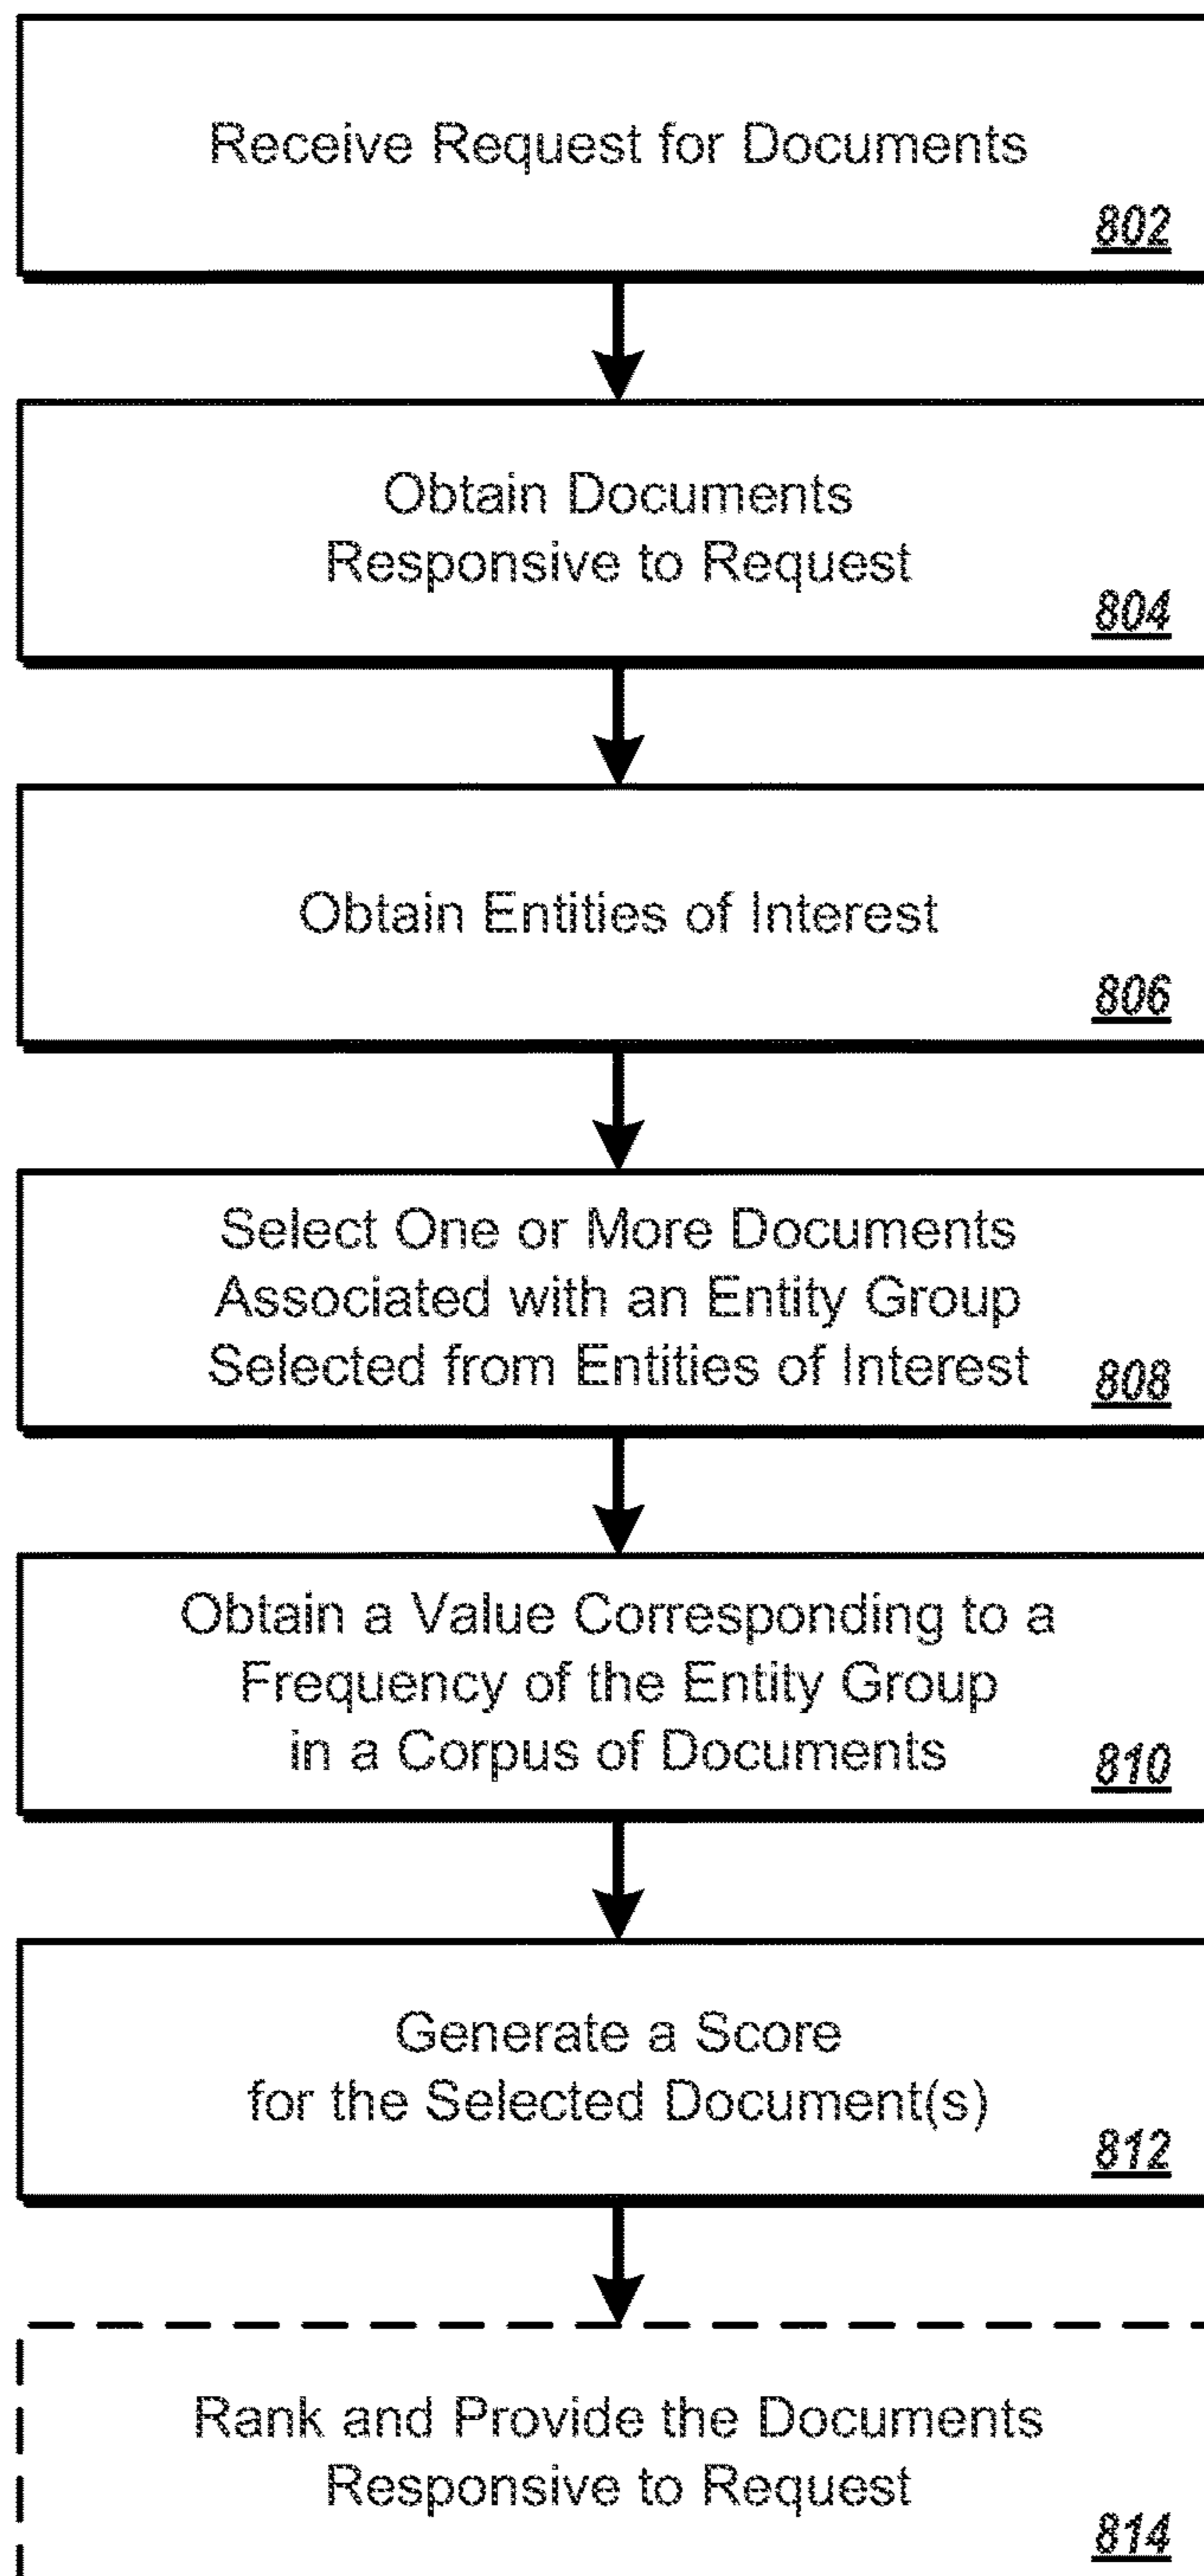 Receive Request for Documents
802
Obtain Documents
Responsive to Request
804
Obtain Entities of Interest
806
Select One or More Documents
Associated with an Entity Group
Selected from Entities of Interest
808
Obtain a Value Corresponding to a
Frequency of the Entity Group
in a Corpus of Documents
810
Generate a Score
for the Selected Document(s)
812
Rank and Provide the Documents
Responsive to Request
814